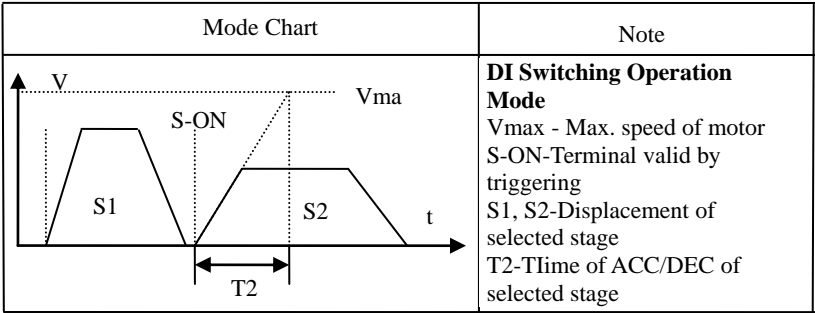 Mode Chart
Note
V
Vma
S-ON
S1
S2
t
T2
DI Switching Operation
Mode
Vmax - Max. speed of motor
S-ON-Terminal valid by
triggering
S1, S2-Displacement of
selected stage
T2-TIime of ACC/DEC of
selected stage